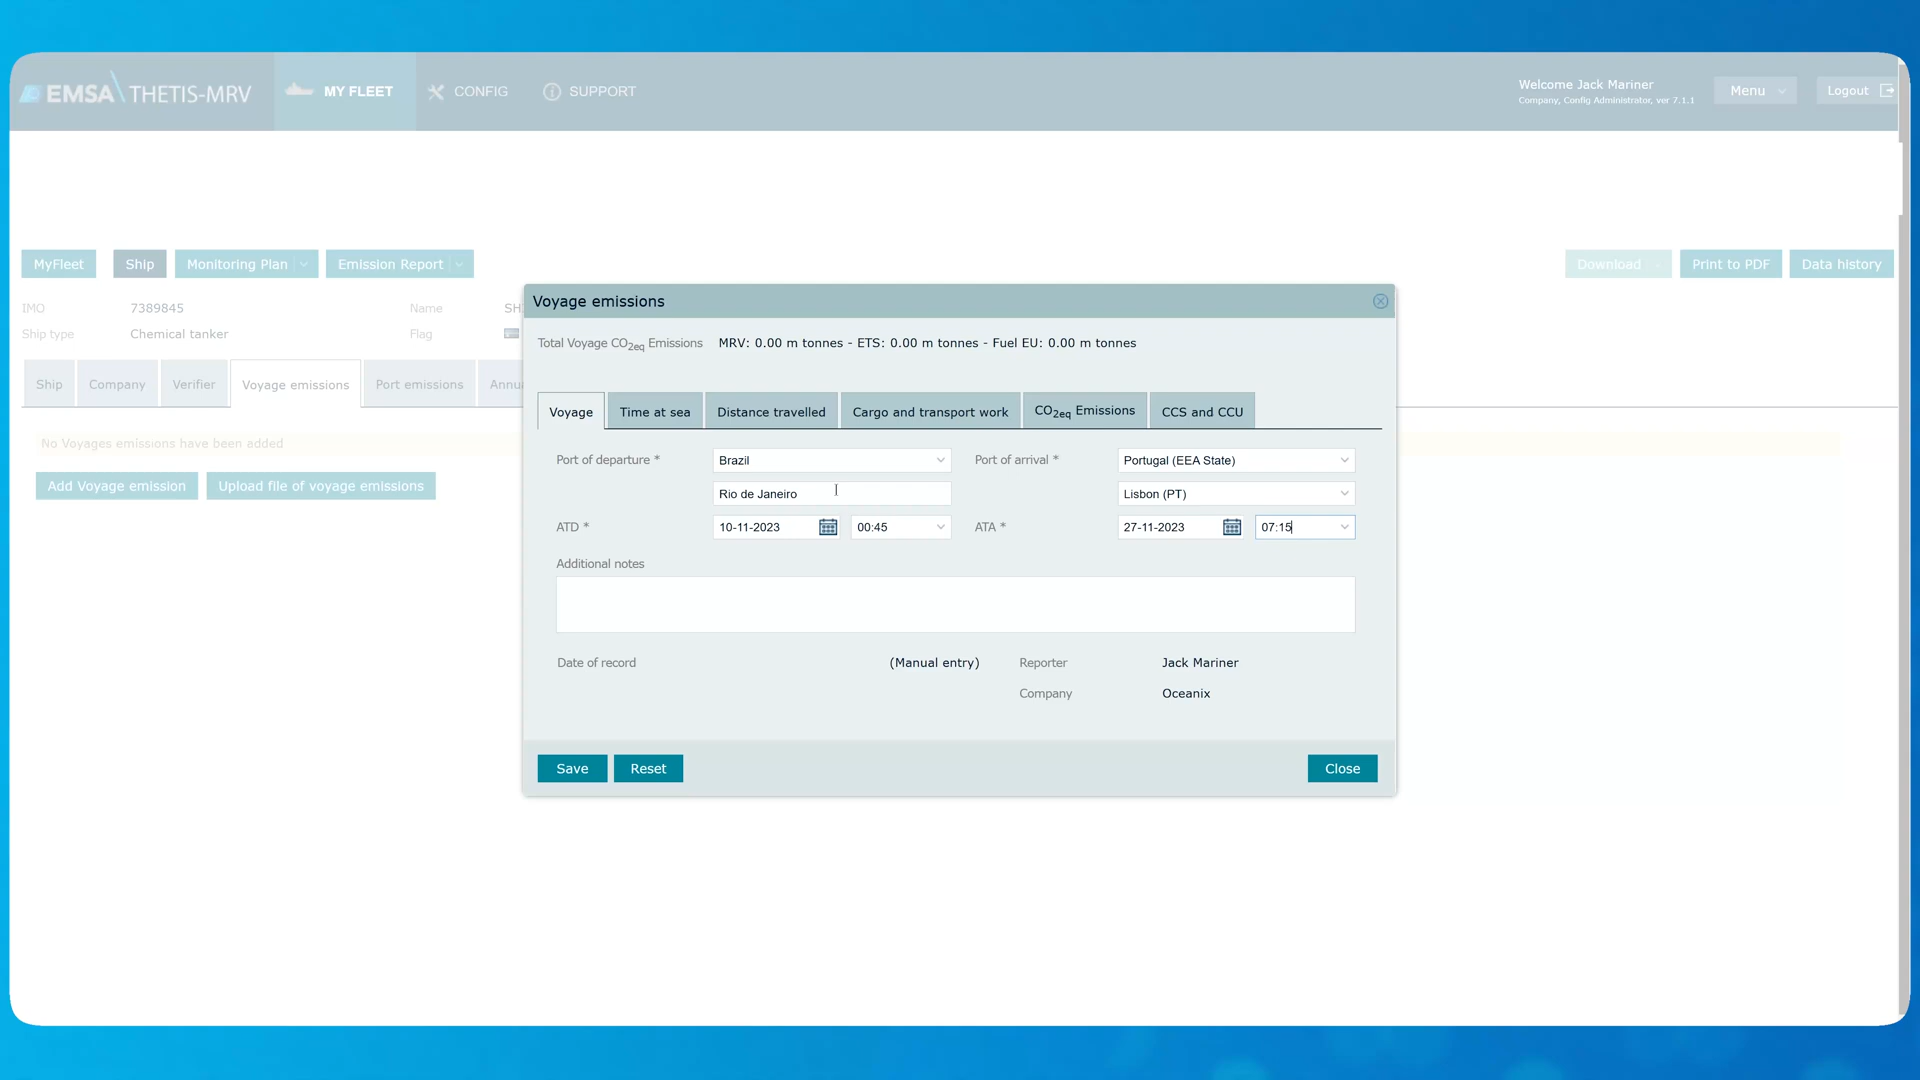 EMSA THETIS-MRV MY FLEET CONFIG SUPPORT Welcome Jack Mariner Menu Logout
Company, Config Administrator, ver 7.1.1
MyFleet Ship Monitoring Plan Emission Report Download Print to PDF Data history
IMO 7389845 Name SH
Ship type Chemical tanker Flag
Ship Company Verifier Voyage emissions Port emissions Annu
No Voyages emissions have been added
Add Voyage emission Upload file of voyage emissions
Voyage emissions
Total Voyage CO2eq Emissions MRV: 0.00 m tonnes - ETS: 0.00 m tonnes - Fuel EU: 0.00 m tonnes
Voyage Time at sea Distance travelled Cargo and transport work CO2eq Emissions CCS and CCU
Port of departure * Brazil Port of arrival * Portugal (EEA State)
Rio de Janeiro Lisbon (PT)
ATD * 10-11-2023 00:45 ATA * 27-11-2023 07:15
Additional notes
Date of record (Manual entry) Reporter Jack Mariner
Company Oceanix
Save Reset Close